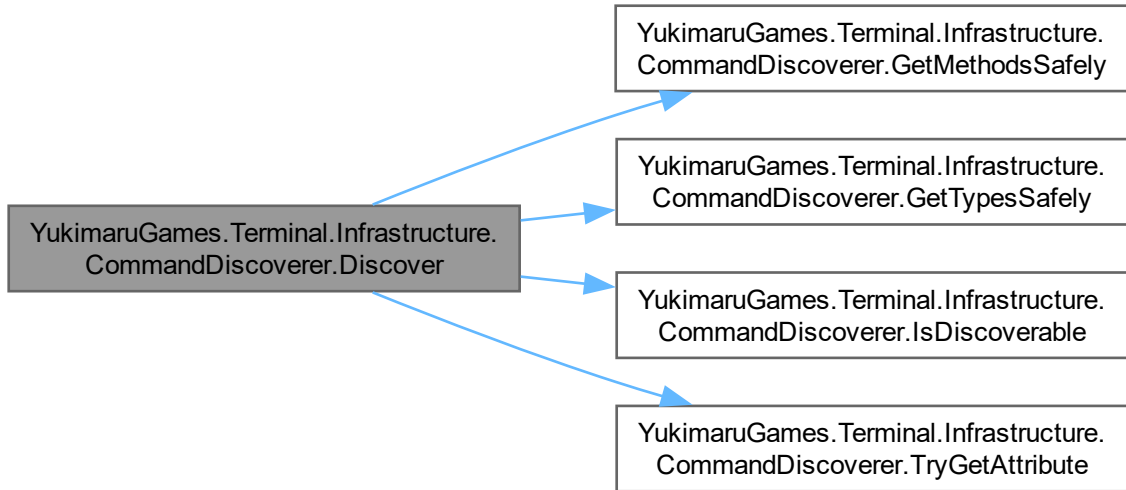 YukimaruGames.Terminal.Infrastructure.
CommandDiscoverer.Discover
YukimaruGames.Terminal.Infrastructure.
CommandDiscoverer.GetMethodsSafely
YukimaruGames.Terminal.Infrastructure.
CommandDiscoverer.GetTypesSafely
YukimaruGames.Terminal.Infrastructure.
CommandDiscoverer.IsDiscoverable
YukimaruGames.Terminal.Infrastructure.
CommandDiscoverer.TryGetAttribute